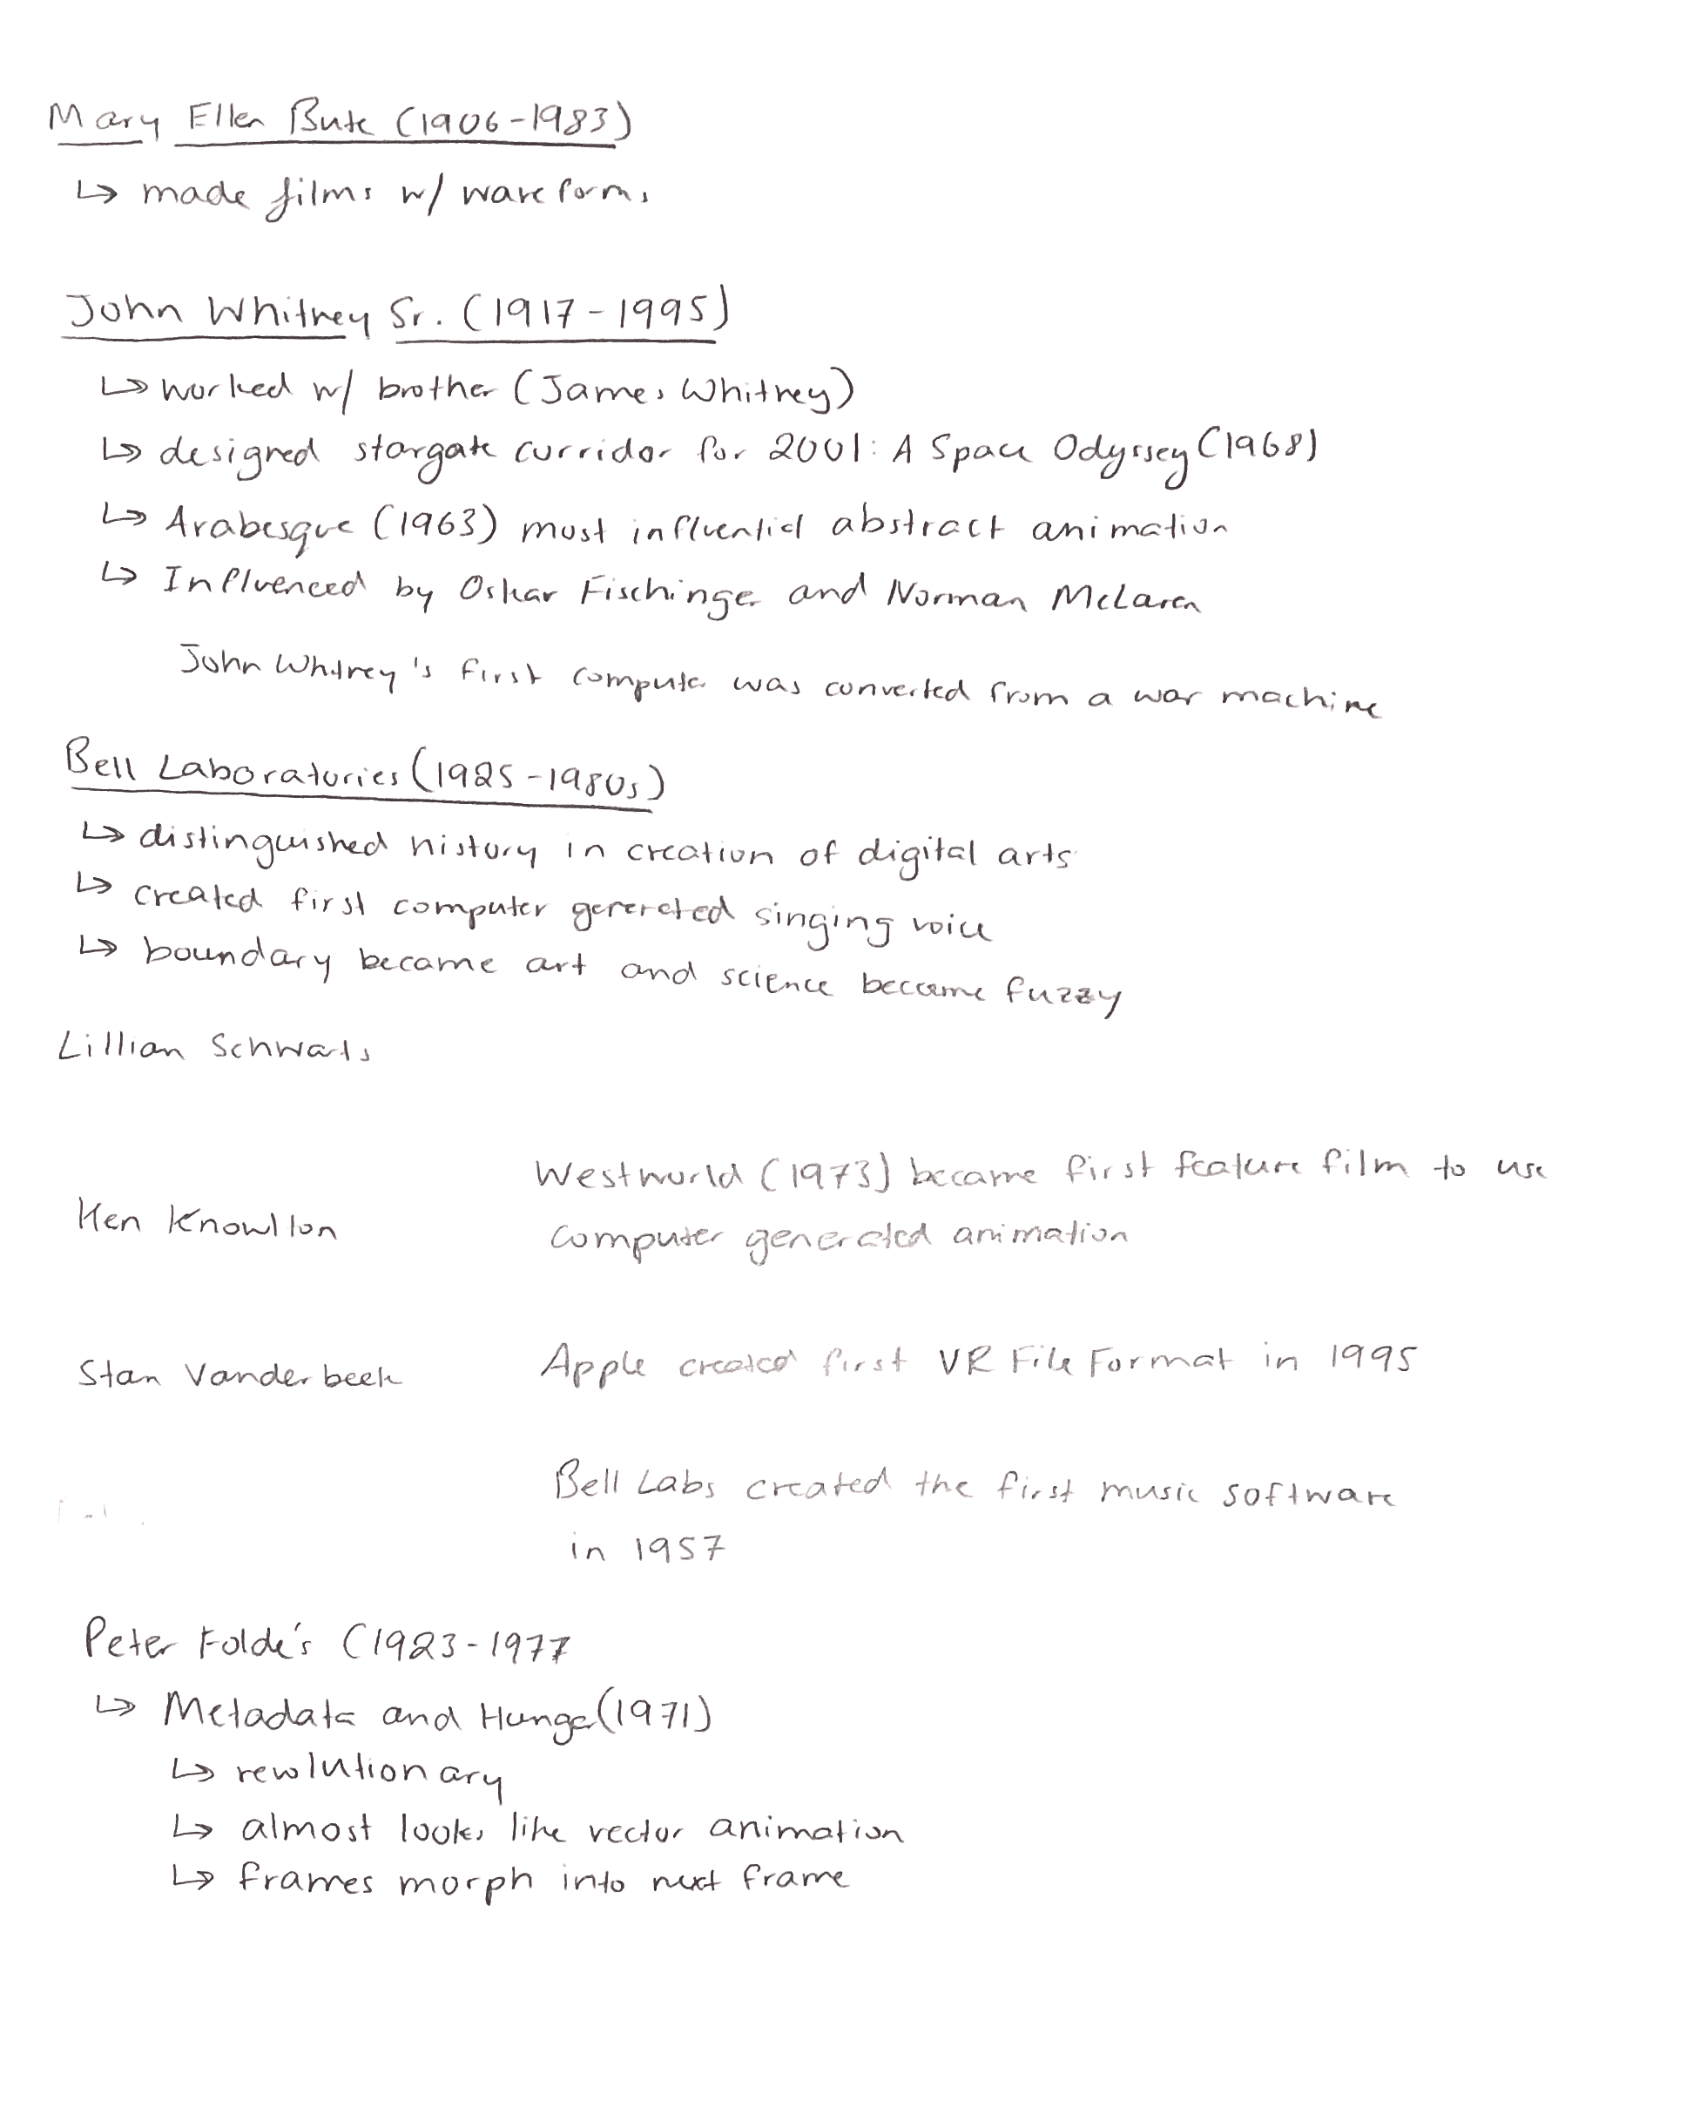 Mary Ellen Bute (1906-1983)
↳ made films w/ waveforms
John Whitney Sr. (1917-1995)
↳ worked w/ brother (James Whitney)
↳ designed stargate corridor for 2001: A Space Odyssey (1968)
↳ Arabesque (1963) most influential abstract animation
↳ Influenced by Oskar Fischinger and Norman McLaren
John Whitney's first computer was converted from a war machine
Bell Laboratories (1925-1980s)
↳ distinguished history in creation of digital arts
↳ created first computer generated singing voice
↳ boundary became art and science became fuzzy
Lillian Schwarts
Westworld (1973) became first feature film to use
computer generated animation
Ken Knowlton
Apple created first VR File Format in 1995
Stan Vanderbeek
Bell Labs created the first music software
in 1957
Peter Folde's (1923-1977
↳ Metadata and Hunger (1971)
↳ revolutionary
↳ almost looks like vector animation
↳ frames morph into next frame